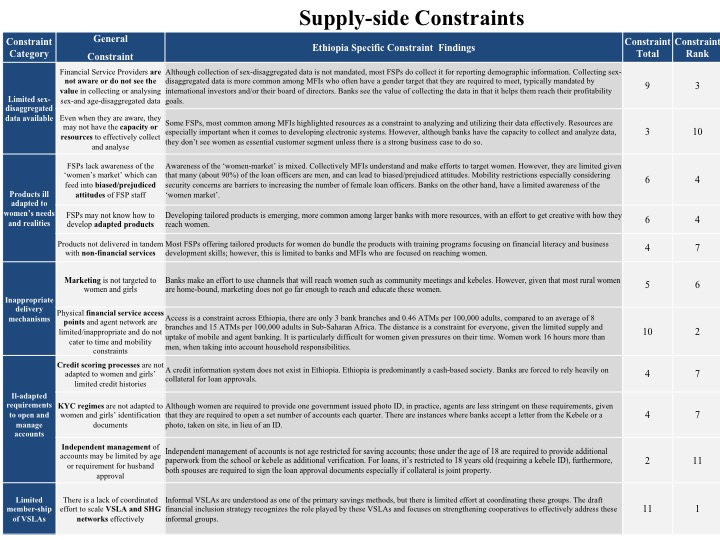 Supply-side Constraints
Constraint
Category
General
Constraint
Ethiopia Specific Constraint Findings
Constraint
Total
Constraint
Rank
Limited sex-
disaggregated
data available
Financial Service Providers are
not aware or do not see the
value in collecting or analysing
sex-and age-disaggregated data
Although collection of sex-disaggregated data is not mandated, most FSPs do collect it for reporting demographic information. Collecting sex-
disaggregated data is more common among MFIs who often have a gender target that they are required to meet, typically mandated by
international investors and/or their board of directors. Banks see the value of collecting the data in that it helps them reach their profitability
goals.
9
3
Even when they are aware, they
may not have the capacity or
resources to effectively collect
and analyse
Some FSPs, most common among MFIs highlighted resources as a constraint to analyzing and utilizing their data effectively. Resources are
especially important when it comes to developing electronic systems. However, although banks have the capacity to collect and analyze data,
they don't see women as essential customer segment unless there is a strong business case to do so.
3
10
Products ill
adapted to
women's needs
and realities
FSPs lack awareness of the
'women's market' which can
feed into biased/prejudiced
attitudes of FSP staff
Awareness of the 'women-market' is mixed. Collectively MFIs understand and make efforts to target women. However, they are limited given
that many (about 90%) of the loan officers are men, and can lead to biased/prejudiced attitudes. Mobility restrictions especially considering
security concerns are barriers to increasing the number of female loan officers. Banks on the other hand, have a limited awareness of the
'women market'.
6
4
FSPs may not know how to
develop adapted products
Developing tailored products is emerging, more common among larger banks with more resources, with an effort to get creative with how they
reach women.
6
4
Products not delivered in tandem
with non-financial services
Most FSPs offering tailored products for women do bundle the products with training programs focusing on financial literacy and business
development skills; however, this is limited to banks and MFIs who are focused on reaching women.
4
7
Inappropriate
delivery
mechanisms
Marketing is not targeted to
women and girls
Banks make an effort to use channels that will reach women such as community meetings and kebeles. However, given that most rural women
are home-bound, marketing does not go far enough to reach and educate these women.
5
6
Physical financial service access
points and agent network are
limited/inappropriate and do not
cater to time and mobility
constraints
Access is a constraint across Ethiopia, there are only 3 bank branches and 0.46 ATMs per 100,000 adults, compared to an average of 8
branches and 15 ATMs per 100,000 adults in Sub-Saharan Africa. The distance is a constraint for everyone, given the limited supply and
uptake of mobile and agent banking. It is particularly difficult for women given pressures on their time. Women work 16 hours more than
men, when taking into account household responsibilities.
10
2
Il-adapted
requirements
to open and
manage
accounts
Credit scoring processes are not
adapted to women and girls'
limited credit histories
A credit information system does not exist in Ethiopia. Ethiopia is predominantly a cash-based society. Banks are forced to rely heavily on
collateral for loan approvals.
4
7
KYC regimes are not adapted to
women and girls' identification
documents
Although women are required to provide one government issued photo ID, in practice, agents are less stringent on these requirements, given
that they are required to open a set number of accounts each quarter. There are instances where banks accept a letter from the Kebele or a
photo, taken on site, in lieu of an ID.
4
7
Independent management of
accounts may be limited by age
or requirement for husband
approval
Independent management of accounts is not age restricted for saving accounts; those under the age of 18 are required to provide additional
paperwork from the school or kebele as additional verification. For loans, it's restricted to 18 years old (requiring a kebele ID), furthermore,
both spouses are required to sign the loan approval documents especially if collateral is joint property.
2
11
Limited
member-ship
of VSLAs
There is a lack of coordinated
effort to scale VSLA and SHG
networks effectively
Informal VSLAs are understood as one of the primary savings methods, but there is limited effort at coordinating these groups. The draft
financial inclusion strategy recognizes the role played by these VSLAs and focuses on strengthening cooperatives to effectively address these
informal groups.
11
1